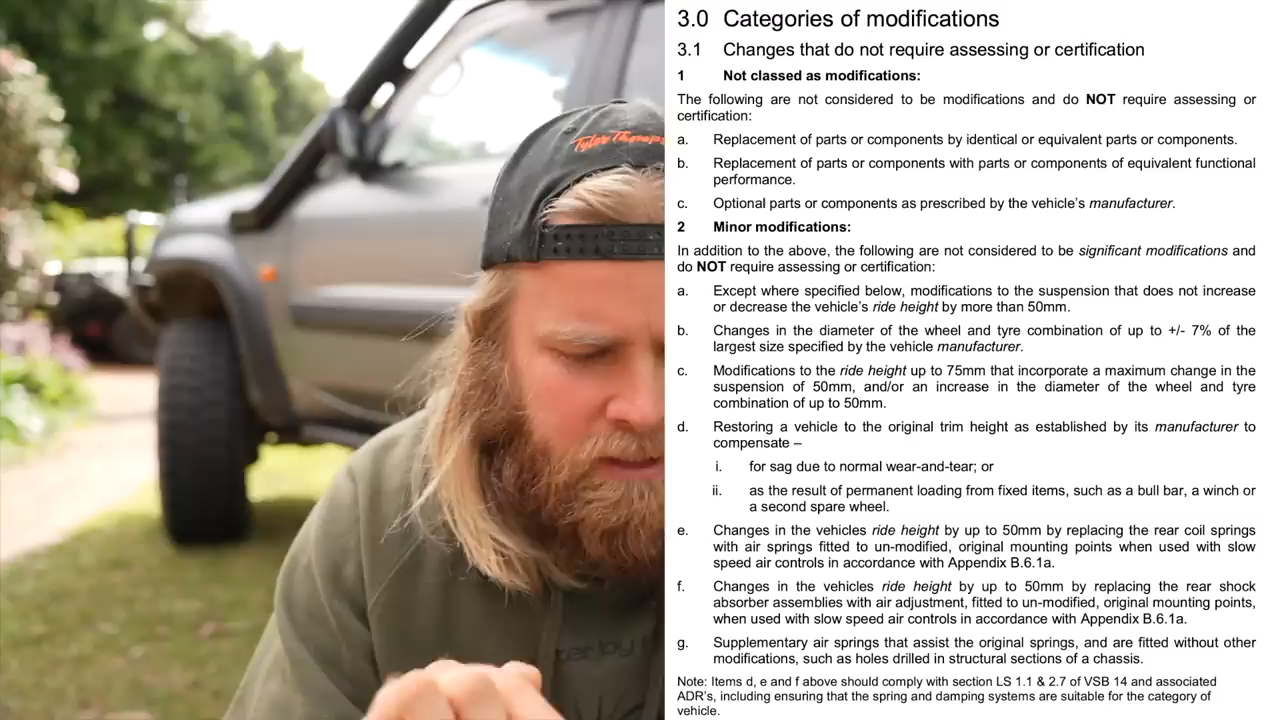 3.0 Categories of modifications
3.1 Changes that do not require assessing or certification
1 Not classed as modifications:
The following are not considered to be modifications and do NOT require assessing or
certification:
a. Replacement of parts or components by identical or equivalent parts or components.
b. Replacement of parts or components with parts or components of equivalent functional
performance.
c. Optional parts or components as prescribed by the vehicle's manufacturer.
2 Minor modifications:
In addition to the above, the following are not considered to be significant modifications and
do NOT require assessing or certification:
a. Except where specified below, modifications to the suspension that does not increase
or decrease the vehicle's ride height by more than 50mm.
b. Changes in the diameter of the wheel and tyre combination of up to +/- 7% of the
largest size specified by the vehicle manufacturer.
c. Modifications to the ride height up to 75mm that incorporate a maximum change in the
suspension of 50mm, and/or an increase in the diameter of the wheel and tyre
combination of up to 50mm.
d. Restoring a vehicle to the original trim height as established by its manufacturer to
compensate –
i. for sag due to normal wear-and-tear; or
ii. as the result of permanent loading from fixed items, such as a bull bar, a winch or
a second spare wheel.
e. Changes in the vehicles ride height by up to 50mm by replacing the rear coil springs
with air springs fitted to un-modified, original mounting points when used with slow
speed air controls in accordance with Appendix B.6.1a.
f. Changes in the vehicles ride height by up to 50mm by replacing the rear shock
absorber assemblies with air adjustment, fitted to un-modified, original mounting points,
when used with slow speed air controls in accordance with Appendix B.6.1a.
g. Supplementary air springs that assist the original springs, and are fitted without other
modifications, such as holes drilled in structural sections of a chassis.
Note: Items d, e and f above should comply with section LS 1.1 & 2.7 of VSB 14 and associated
ADR's, including ensuring that the spring and damping systems are suitable for the category of
vehicle.